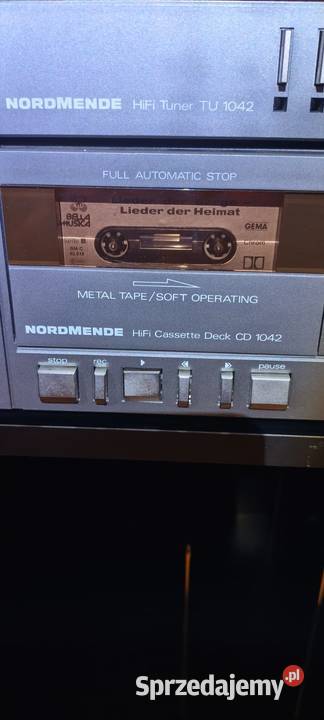 NORDMENDE HiFi Tuner TU 1042
FULL AUTOMATIC STOP
BELLA MUSICA
Lieder der Heimat
GEMA
METAL TAPE/SOFT OPERATING
NORDMENDE HiFi Cassette Deck CD 1042
stop rec pause
Sprzedajemy.pl